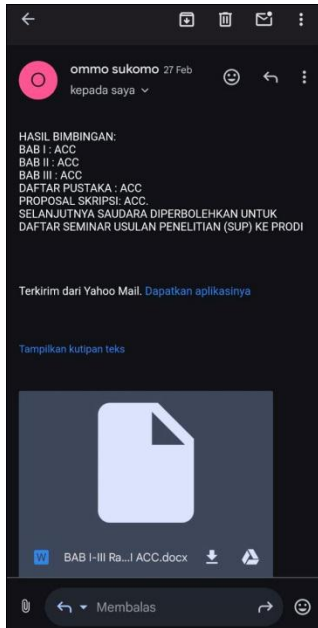 ommo sukomo 27 Feb
O
kepada saya
HASIL BIMBINGAN:
BAB I : ACC
BAB II : ACC
BAB III : ACC
DAFTAR PUSTAKA : ACC
PROPOSAL SKRIPSI: ACC.
SELANJUTNYA SAUDARA DIPERBOLEHKAN UNTUK
DAFTAR SEMINAR USULAN PENELITIAN (SUP) KE PRODI
Terkirim dari Yahoo Mail. Dapatkan aplikasinya
Tampilkan kutipan teks
W BAB I-III Ra...I ACC.docx
Membalas